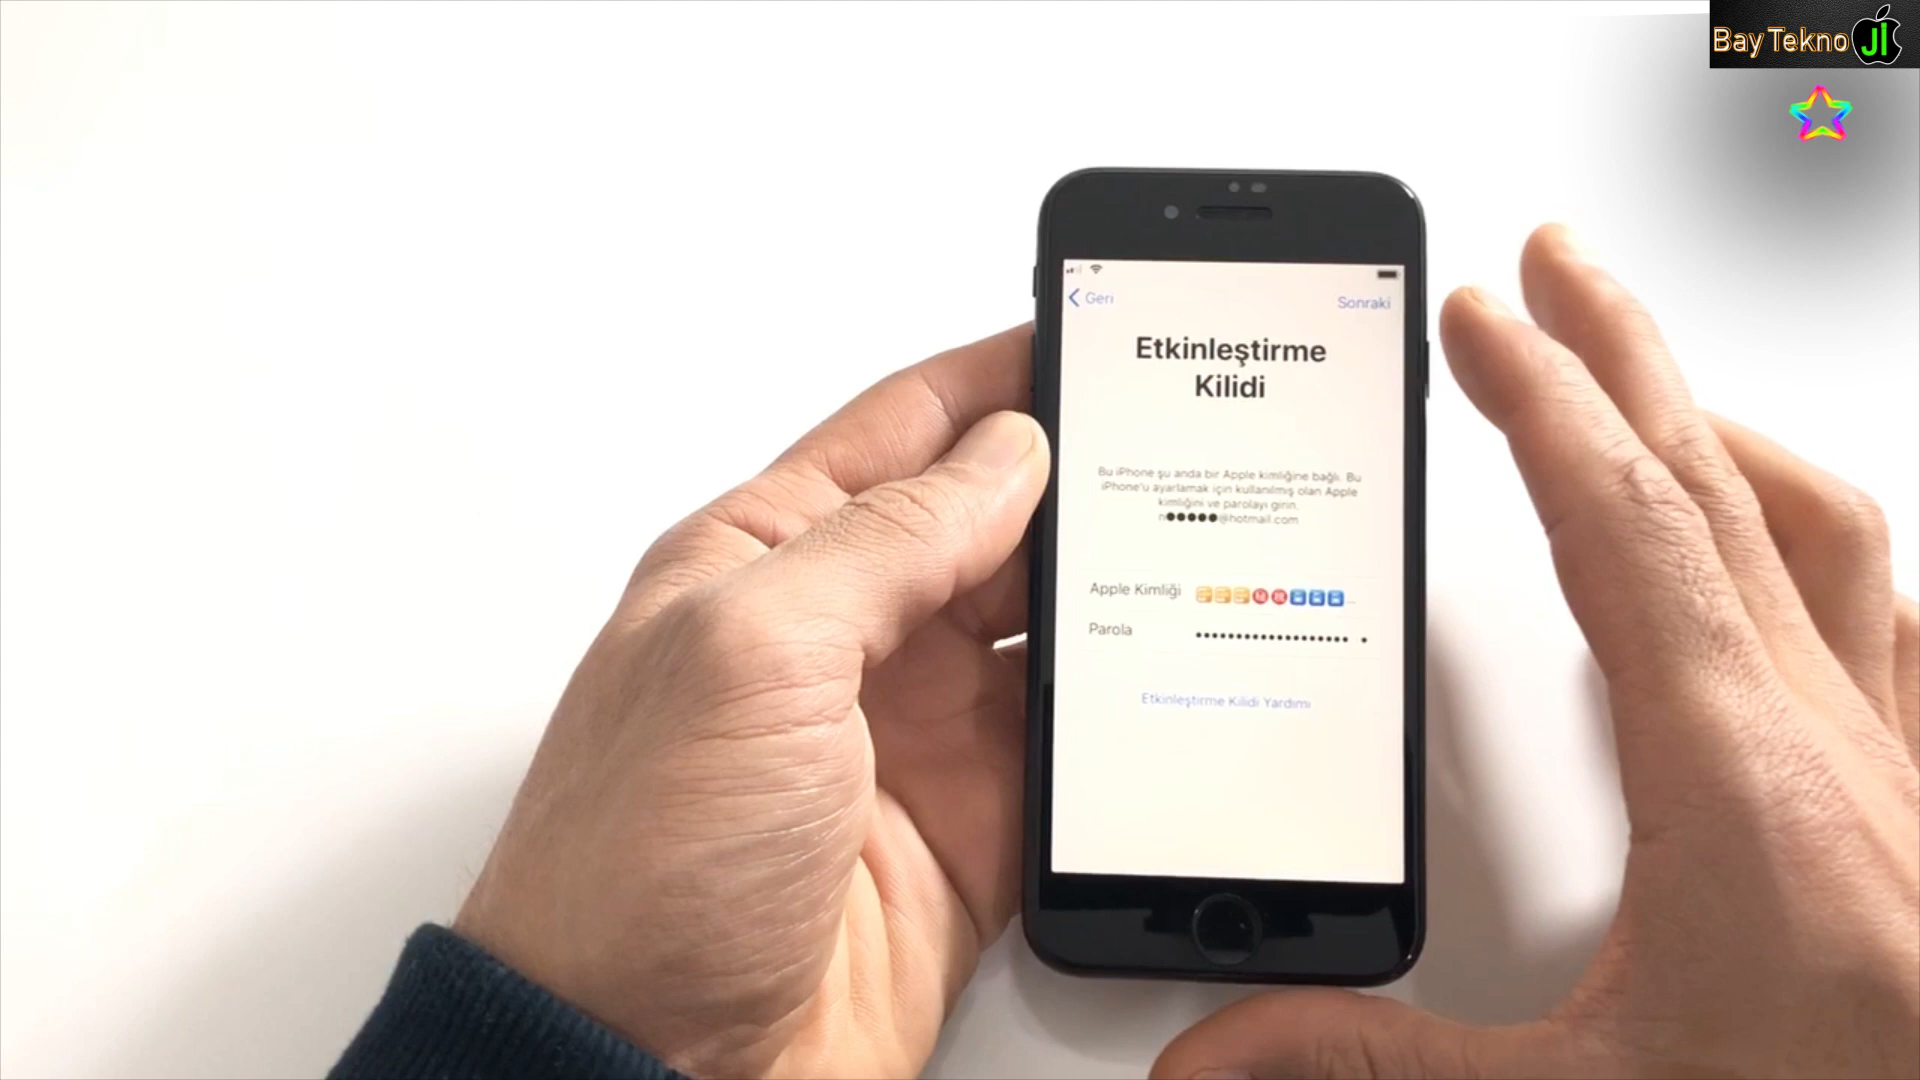 Bay Tekno Jİ
Geri
Sonraki
Etkinleştirme
Kilidi
Bu iPhone şu anda bir Apple kimliğine bağlı. Bu
iPhone'u ayarlamak için kullanılmış olan Apple
kimliğini ve parolayı girin.
n●●●●●@hotmail.com
Apple Kimliği
Parola
Etkinleştirme Kilidi Yardımı